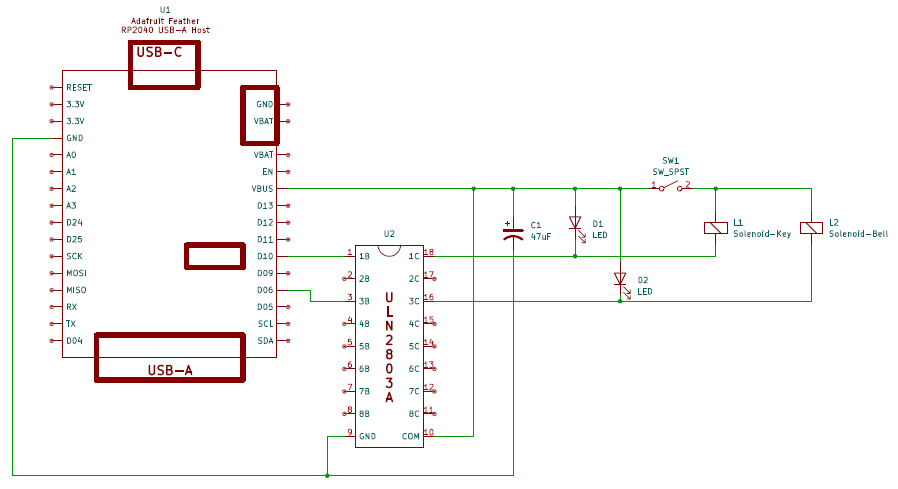 U1
Adafruit Feather
RP2040 USB-A Host
USB-C
RESET
3.3V
3.3V
GND
A0
A1
A2
A3
D24
D25
SCK
MOSI
MISO
RX
TX
D04
GND
VBAT
VBAT
EN
VBUS
D13
D12
D11
D10
D09
D06
D05
SCL
SDA
USB-A
U2
ULN2803A
1 1B
2 2B
3 3B
4 4B
5 5B
6 6B
7 7B
8 8B
9 GND
1C 18
2C 17
3C 16
4C 15
5C 14
6C 13
7C 12
8C 11
COM 10
+
C1
47uF
D1
LED
D2
LED
SW1
SW_SPST
1 2
L1
Solenoid-Key
L2
Solenoid-Bell